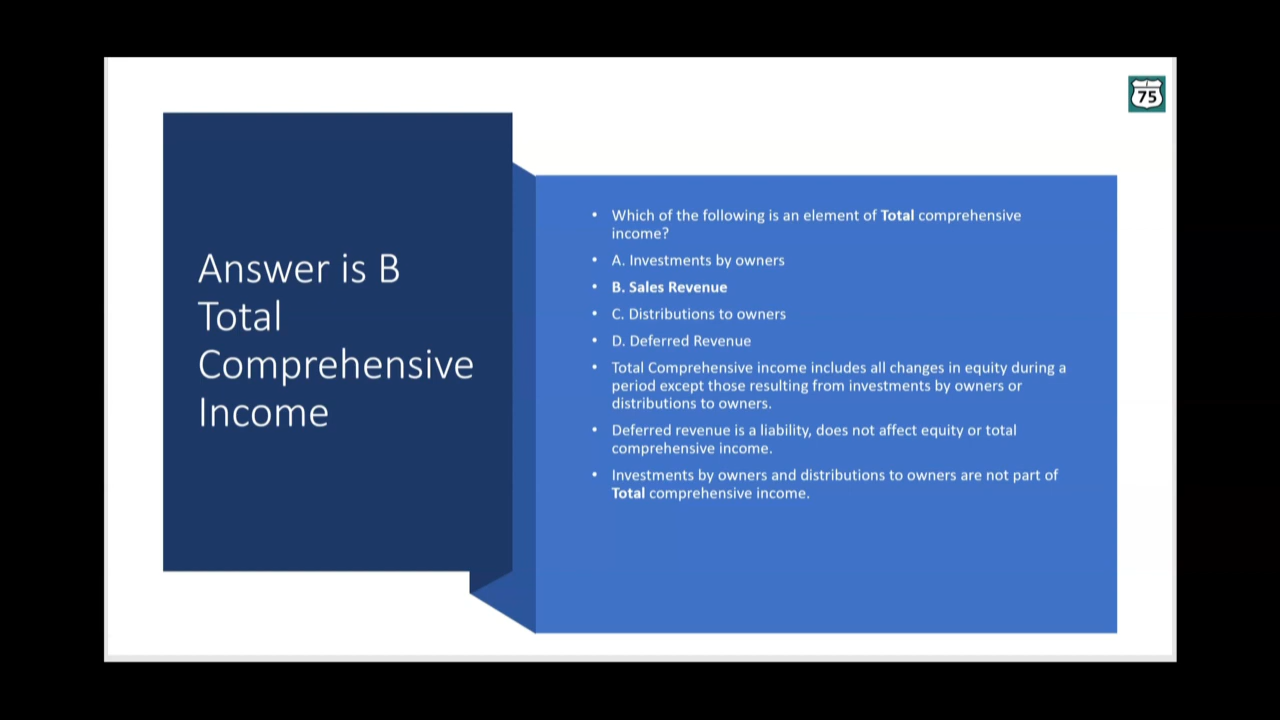 75
Answer is B
Total
Comprehensive
Income
• Which of the following is an element of Total comprehensive
income?
• A. Investments by owners
• B. Sales Revenue
• C. Distributions to owners
• D. Deferred Revenue
• Total Comprehensive income includes all changes in equity during a
period except those resulting from investments by owners or
distributions to owners.
• Deferred revenue is a liability, does not affect equity or total
comprehensive income.
• Investments by owners and distributions to owners are not part of
Total comprehensive income.